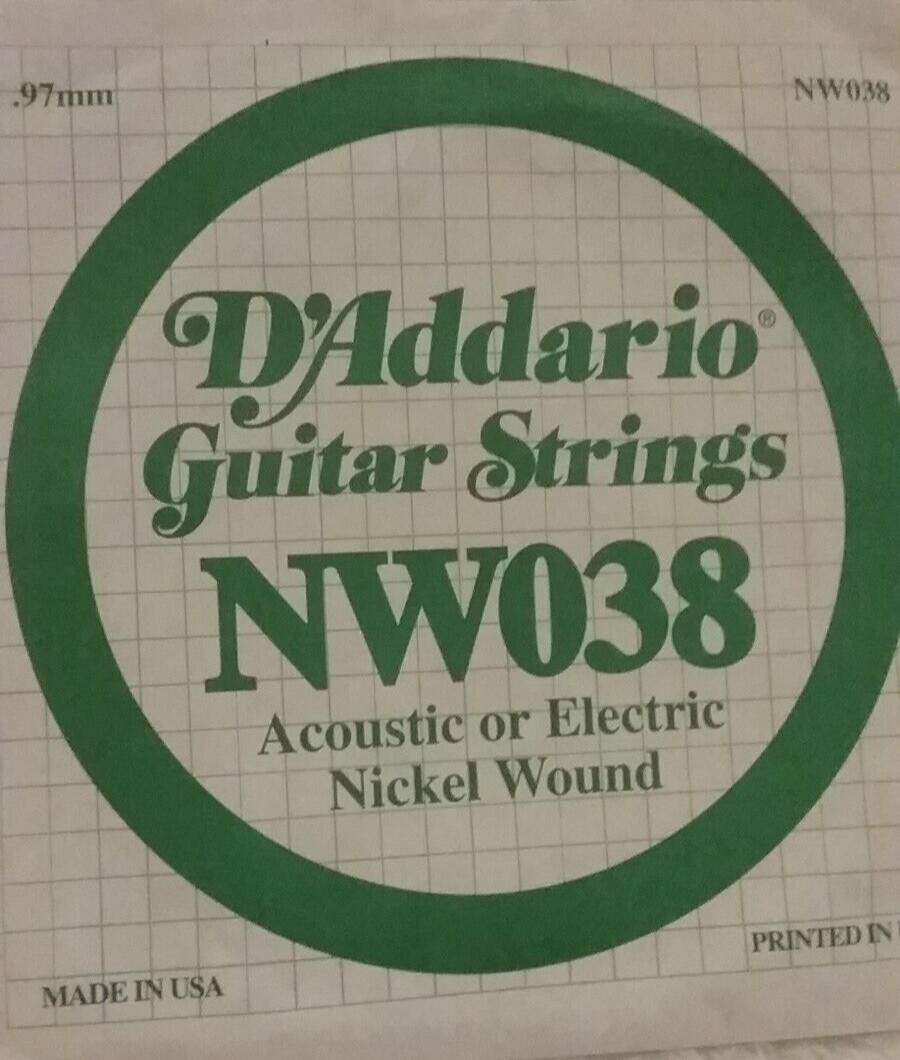 .97mm
NW038
D'Addario®
Guitar Strings
NW038
Acoustic or Electric
Nickel Wound
PRINTED IN
MADE IN USA